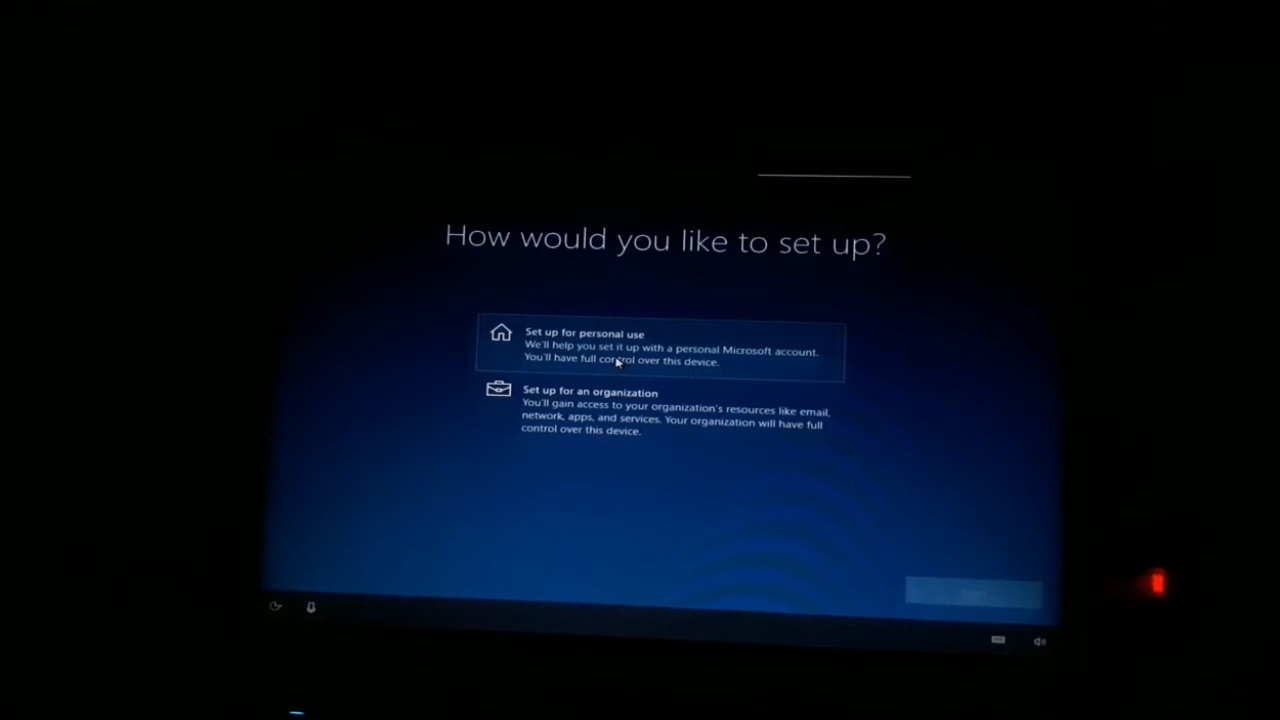 How would you like to set up?
Set up for personal use
We'll help you set it up with a personal Microsoft account.
You'll have full control over this device.
Set up for an organization
You'll gain access to your organization's resources like email,
network, apps, and services. Your organization will have full
control over this device.